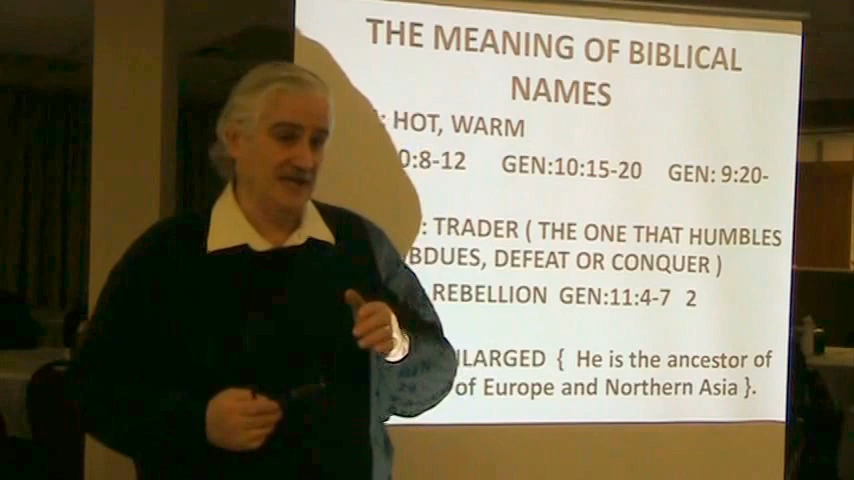 THE MEANING OF BIBLICAL
NAMES
: HOT, WARM
0:8-12 GEN:10:15-20 GEN: 9:20-
: TRADER ( THE ONE THAT HUMBLES
BDUES, DEFEAT OR CONQUER )
REBELLION GEN:11:4-7 2
NLARGED { He is the ancestor of
of Europe and Northern Asia }.